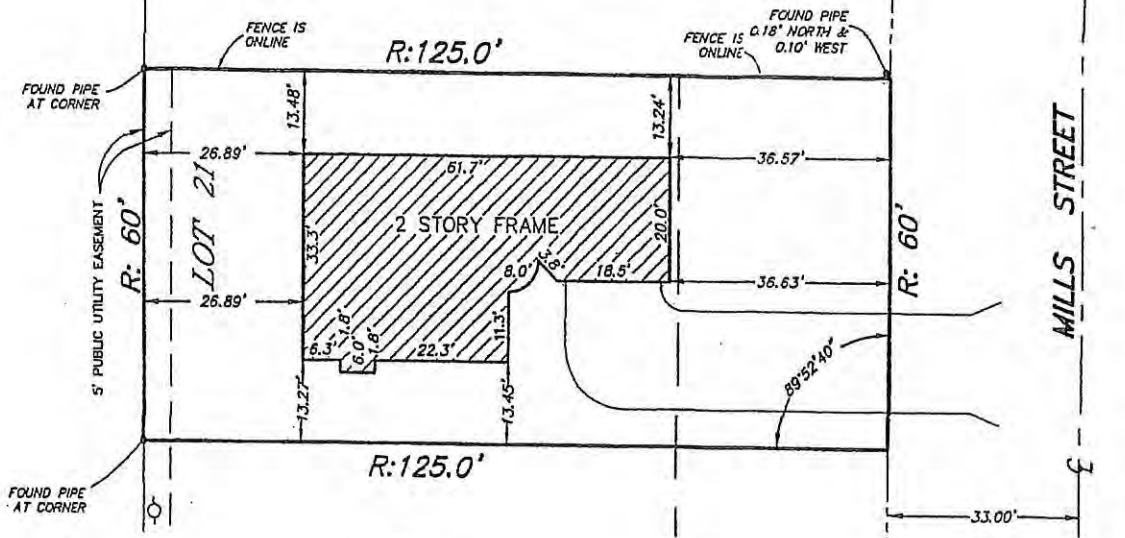 FENCE IS
ONLINE
R:125.0'
FENCE IS
ONLINE
FOUND PIPE
0.18' NORTH &
0.10' WEST
FOUND PIPE
AT CORNER
13.48'
13.24'
26.89'
61.7'
36.57'
5' PUBLIC UTILITY EASEMENT
R: 60'
LOT 21
33.3'
2 STORY FRAME
20.0'
R: 60'
MILLS STREET
8.0'
18.5'
36.63'
26.89'
11.3'
6.3'
1.8'
6.0'
1.8'
22.3'
89°52'40"
13.27'
13.45'
R:125.0'
FOUND PIPE
AT CORNER
33.00'